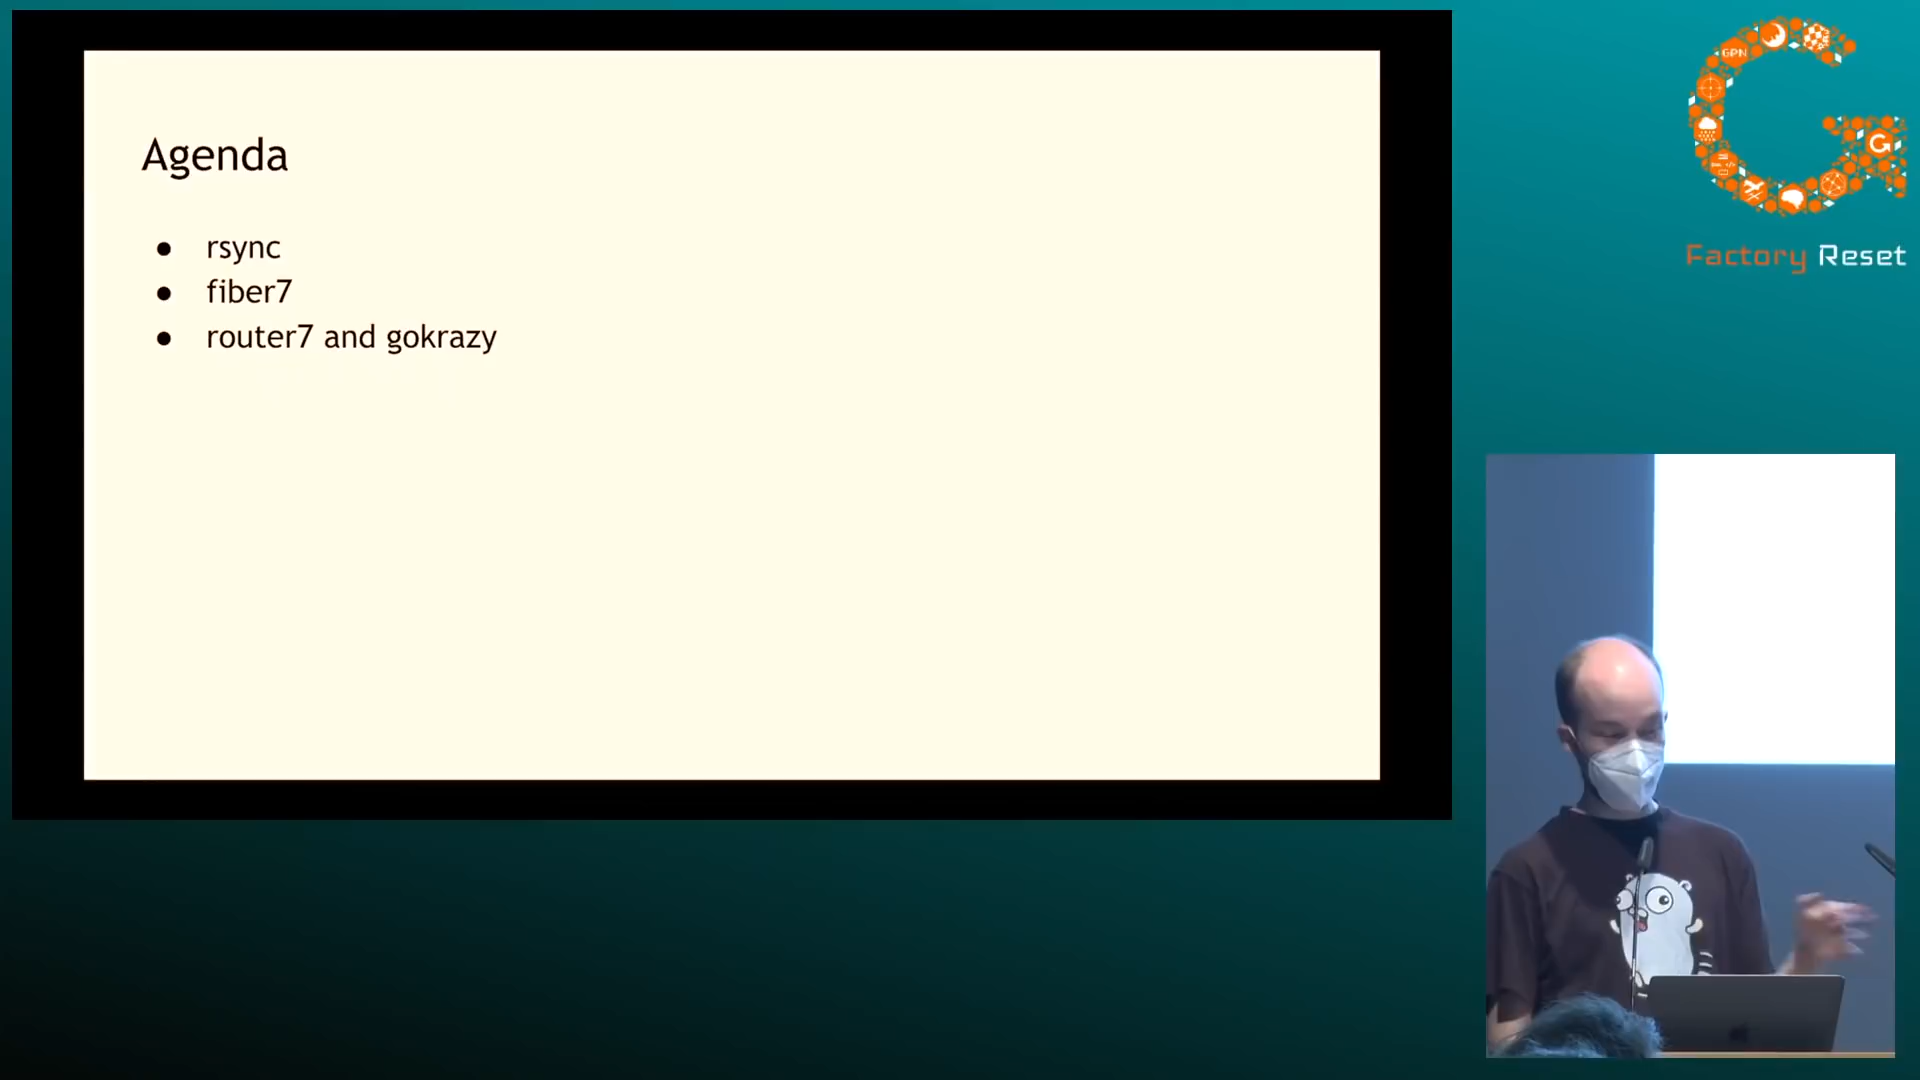 Agenda
● rsync
● fiber7
● router7 and gokrazy
GPN
Factory Reset